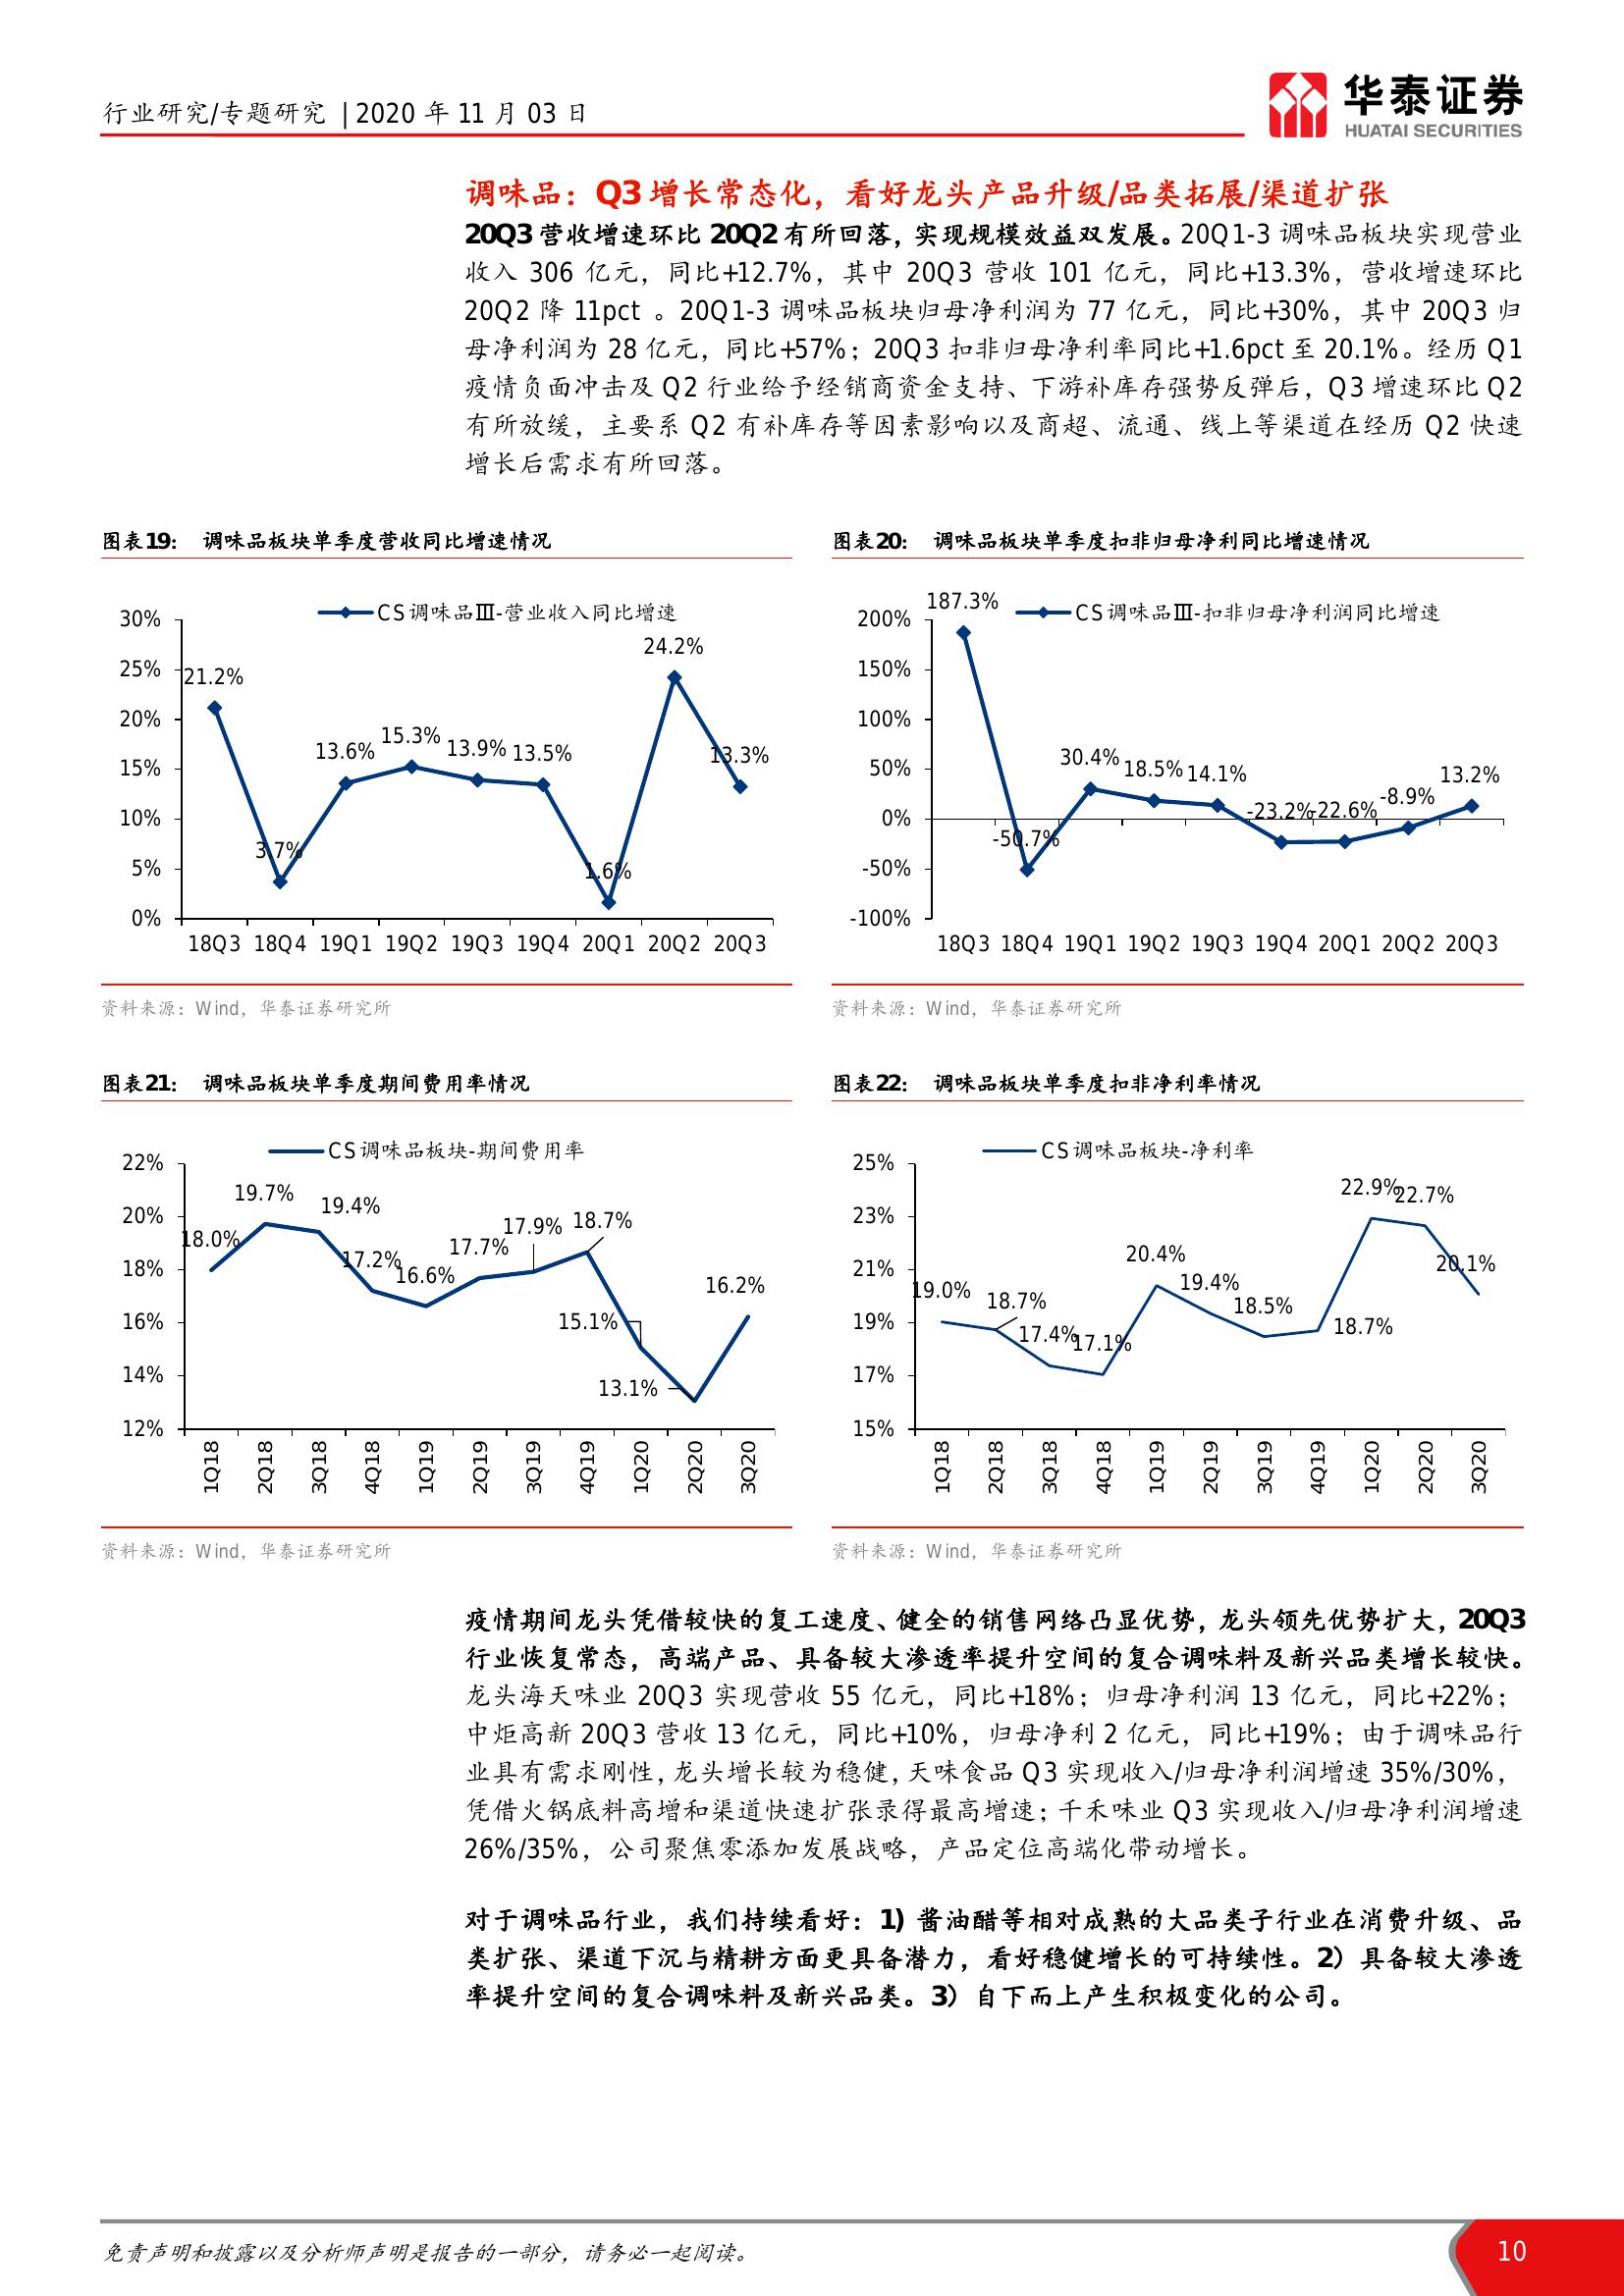 行业研究/专题研究 | 2020 年 11 月 03 日
华泰证券
HUATAI SECURITIES
调味品：Q3 增长常态化，看好龙头产品升级/品类拓展/渠道扩张
20Q3 营收增速环比 20Q2 有所回落，实现规模效益双发展。20Q1-3 调味品板块实现营业
收入 306 亿元，同比+12.7%，其中 20Q3 营收 101 亿元，同比+13.3%，营收增速环比
20Q2 降 11pct 。20Q1-3 调味品板块归母净利润为 77 亿元，同比+30%，其中 20Q3 归
母净利润为 28 亿元，同比+57%；20Q3 扣非归母净利率同比+1.6pct 至 20.1%。经历 Q1
疫情负面冲击及 Q2 行业给予经销商资金支持、下游补库存强势反弹后，Q3 增速环比 Q2
有所放缓，主要系 Q2 有补库存等因素影响以及商超、流通、线上等渠道在经历 Q2 快速
增长后需求有所回落。
图表19： 调味品板块单季度营收同比增速情况
CS调味品Ⅲ-营业收入同比增速
30%
25%
20%
15%
10%
5%
0%
21.2%
3.7%
13.6%
15.3%
13.9%
13.5%
1.6%
24.2%
13.3%
18Q3 18Q4 19Q1 19Q2 19Q3 19Q4 20Q1 20Q2 20Q3
资料来源：Wind，华泰证券研究所
图表20： 调味品板块单季度扣非归母净利同比增速情况
CS调味品Ⅲ-扣非归母净利润同比增速
200%
150%
100%
50%
0%
-50%
-100%
187.3%
-50.7%
30.4%
18.5%
14.1%
-23.2%
-22.6%
-8.9%
13.2%
18Q3 18Q4 19Q1 19Q2 19Q3 19Q4 20Q1 20Q2 20Q3
资料来源：Wind，华泰证券研究所
图表21： 调味品板块单季度期间费用率情况
CS调味品板块-期间费用率
22%
20%
18%
16%
14%
12%
18.0%
19.7%
19.4%
17.2%
16.6%
17.7%
17.9%
18.7%
15.1%
13.1%
16.2%
1Q18 2Q18 3Q18 4Q18 1Q19 2Q19 3Q19 4Q19 1Q20 2Q20 3Q20
资料来源：Wind，华泰证券研究所
图表22： 调味品板块单季度扣非净利率情况
CS调味品板块-净利率
25%
23%
21%
19%
17%
15%
19.0%
18.7%
17.4%
17.1%
20.4%
19.4%
18.5%
18.7%
22.9%
22.7%
20.1%
1Q18 2Q18 3Q18 4Q18 1Q19 2Q19 3Q19 4Q19 1Q20 2Q20 3Q20
资料来源：Wind，华泰证券研究所
疫情期间龙头凭借较快的复工速度、健全的销售网络凸显优势，龙头领先优势扩大，20Q3
行业恢复常态，高端产品、具备较大渗透率提升空间的复合调味料及新兴品类增长较快。
龙头海天味业 20Q3 实现营收 55 亿元，同比+18%；归母净利润 13 亿元，同比+22%；
中炬高新 20Q3 营收 13 亿元，同比+10%，归母净利 2 亿元，同比+19%；由于调味品行
业具有需求刚性，龙头增长较为稳健，天味食品 Q3 实现收入/归母净利润增速 35%/30%，
凭借火锅底料高增和渠道快速扩张录得最高增速；千禾味业 Q3 实现收入/归母净利润增速
26%/35%，公司聚焦零添加发展战略，产品定位高端化带动增长。
对于调味品行业，我们持续看好：1）酱油醋等相对成熟的大品类子行业在消费升级、品
类扩张、渠道下沉与精耕方面更具备潜力，看好稳健增长的可持续性。2）具备较大渗透
率提升空间的复合调味料及新兴品类。3）自下而上产生积极变化的公司。
免责声明和披露以及分析师声明是报告的一部分，请务必一起阅读。
10